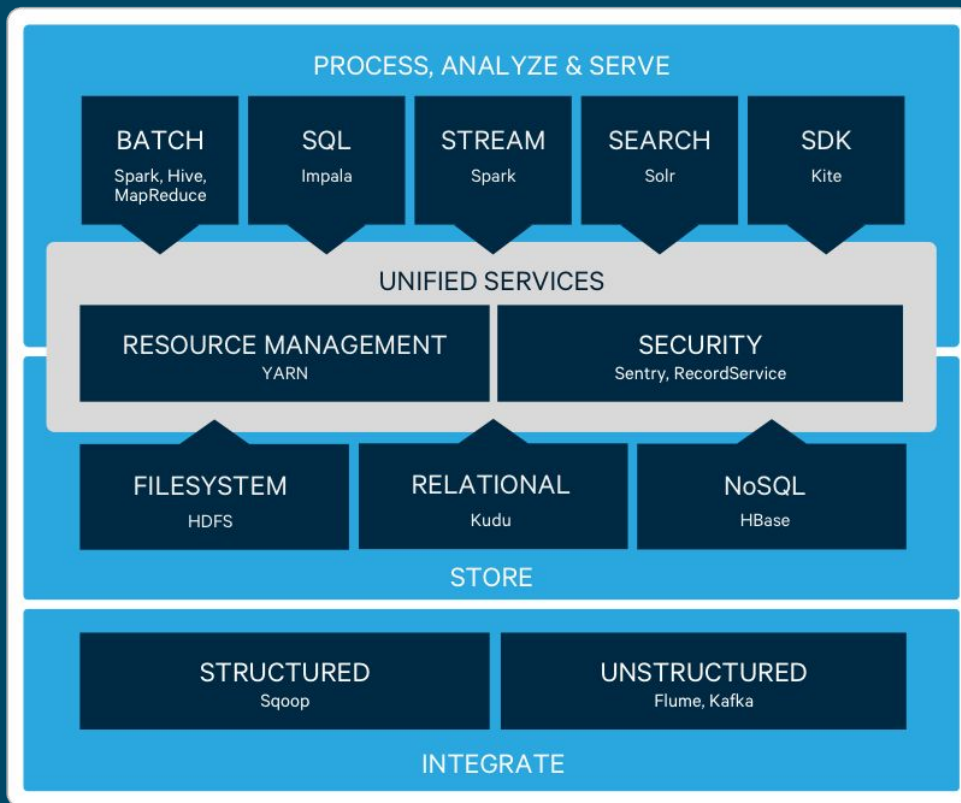 PROCESS, ANALYZE & SERVE
BATCH
Spark, Hive,
MapReduce
SQL
Impala
STREAM
Spark
SEARCH
Solr
SDK
Kite
UNIFIED SERVICES
RESOURCE MANAGEMENT
YARN
SECURITY
Sentry, RecordService
FILESYSTEM
HDFS
RELATIONAL
Kudu
NoSQL
HBase
STORE
STRUCTURED
Sqoop
UNSTRUCTURED
Flume, Kafka
INTEGRATE